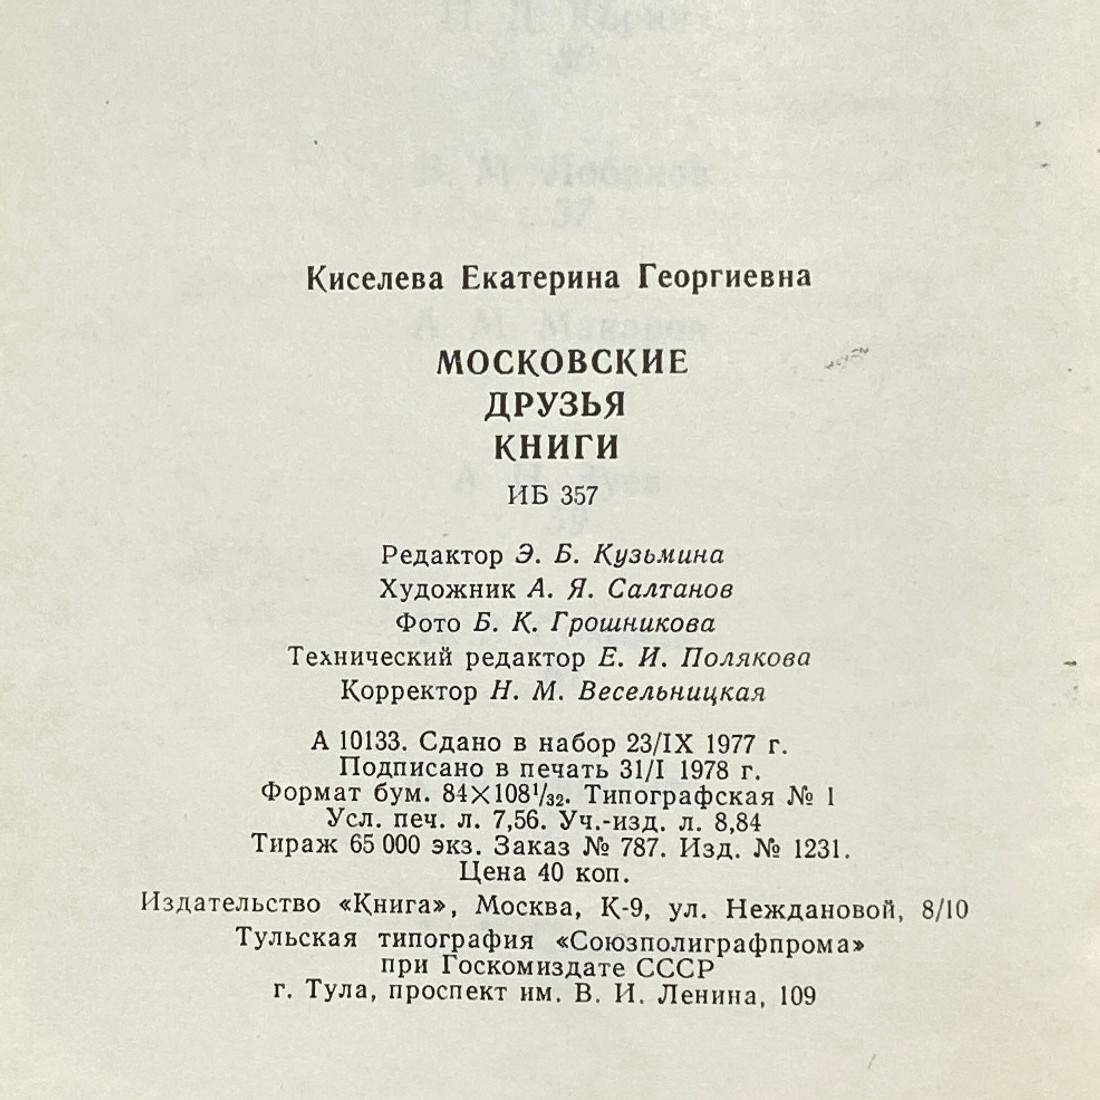 Киселева Екатерина Георгиевна
МОСКОВСКИЕ
ДРУЗЬЯ
КНИГИ
ИБ 357
Редактор Э. Б. Кузьмина
Художник А. Я. Салтанов
Фото Б. К. Грошникова
Технический редактор Е. И. Полякова
Корректор Н. М. Весельницкая
А 10133. Сдано в набор 23/IX 1977 г.
Подписано в печать 31/I 1978 г.
Формат бум. 84×108¹/₃₂. Типографская № 1
Усл. печ. л. 7,56. Уч.-изд. л. 8,84
Тираж 65 000 экз. Заказ № 787. Изд. № 1231.
Цена 40 коп.
Издательство «Книга», Москва, К-9, ул. Неждановой, 8/10
Тульская типография «Союзполиграфпрома»
при Госкомиздате СССР
г. Тула, проспект им. В. И. Ленина, 109